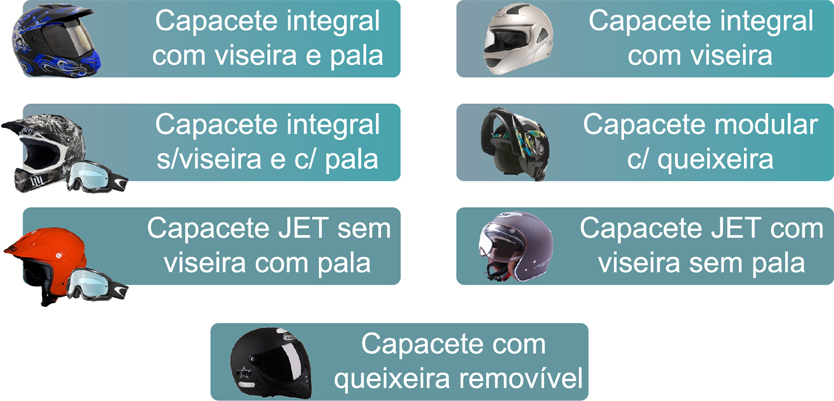 Capacete integral
com viseira e pala
Capacete integral
com viseira
Capacete integral
s/viseira e c/ pala
Capacete modular
c/ queixeira
Capacete JET sem
viseira com pala
Capacete JET com
viseira sem pala
Capacete com
queixeira removível